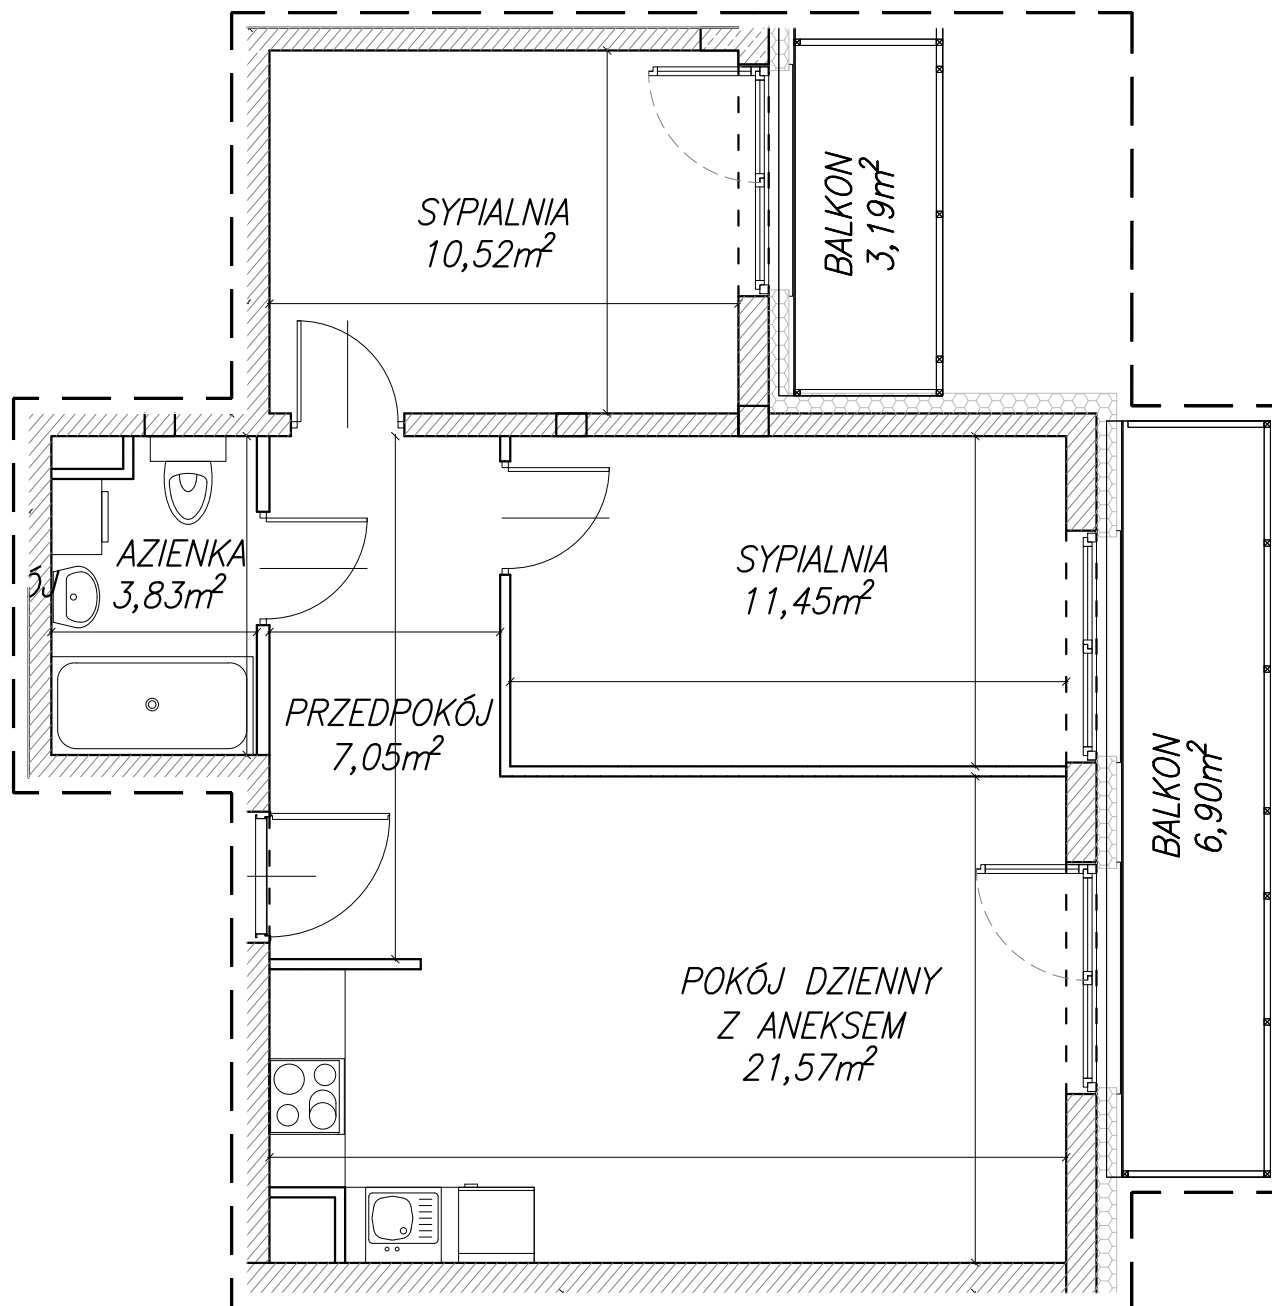 SYPIALNIA
10,52m²
BALKON
3,19m²
AZIENKA
3,83m²
ÓJ
SYPIALNIA
11,45m²
PRZEDPOKÓJ
7,05m²
BALKON
6,90m²
POKÓJ DZIENNY
Z ANEKSEM
21,57m²